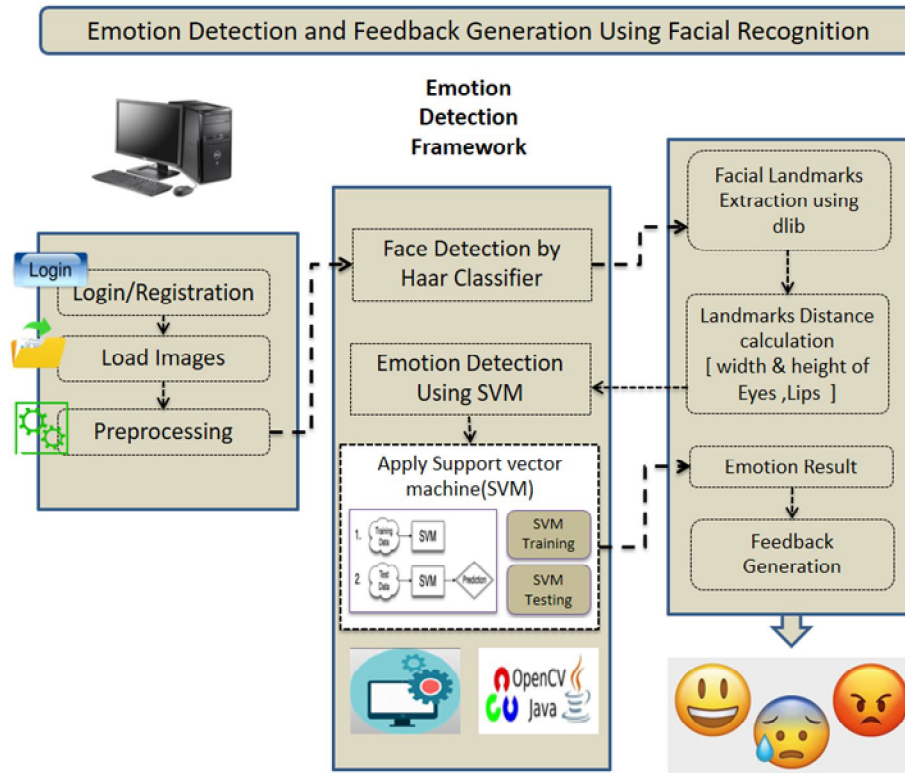 Emotion Detection and Feedback Generation Using Facial Recognition
Emotion
Detection
Framework
Login
Login/Registration
Load Images
Preprocessing
Face Detection by
Haar Classifier
Emotion Detection
Using SVM
Apply Support vector
machine(SVM)
1.
Training
Data
SVM
2
Test
Data
SVM
Prediction
SVM
Training
SVM
Testing
OpenCV
Java
Facial Landmarks
Extraction using
dlib
Landmarks Distance
calculation
[ width & height of
Eyes ,Lips ]
Emotion Result
Feedback
Generation